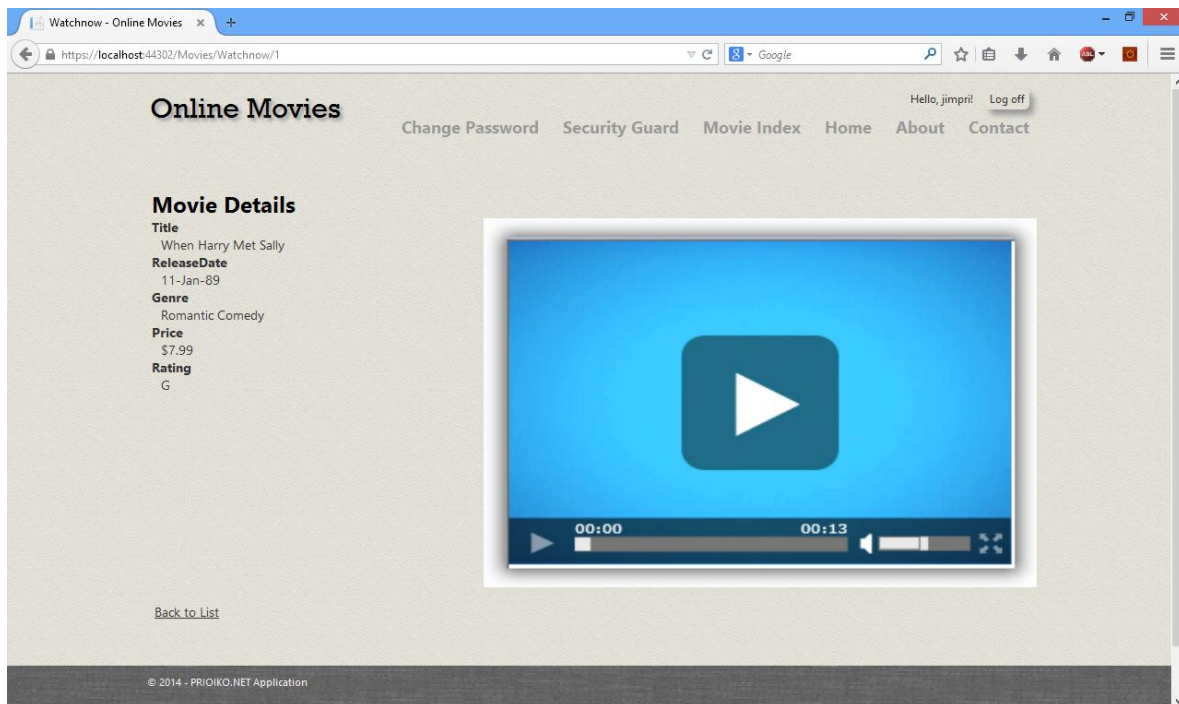 Watchnow - Online Movies
https://localhost:44302/Movies/Watchnow/1
Google
ABP
Online Movies
Hello, jimpri! Log off
Change Password Security Guard Movie Index Home About Contact
Movie Details
Title
When Harry Met Sally
ReleaseDate
11-Jan-89
Genre
Romantic Comedy
Price
$7.99
Rating
G
00:00 00:13
Back to List
© 2014 - PRIOIKO.NET Application